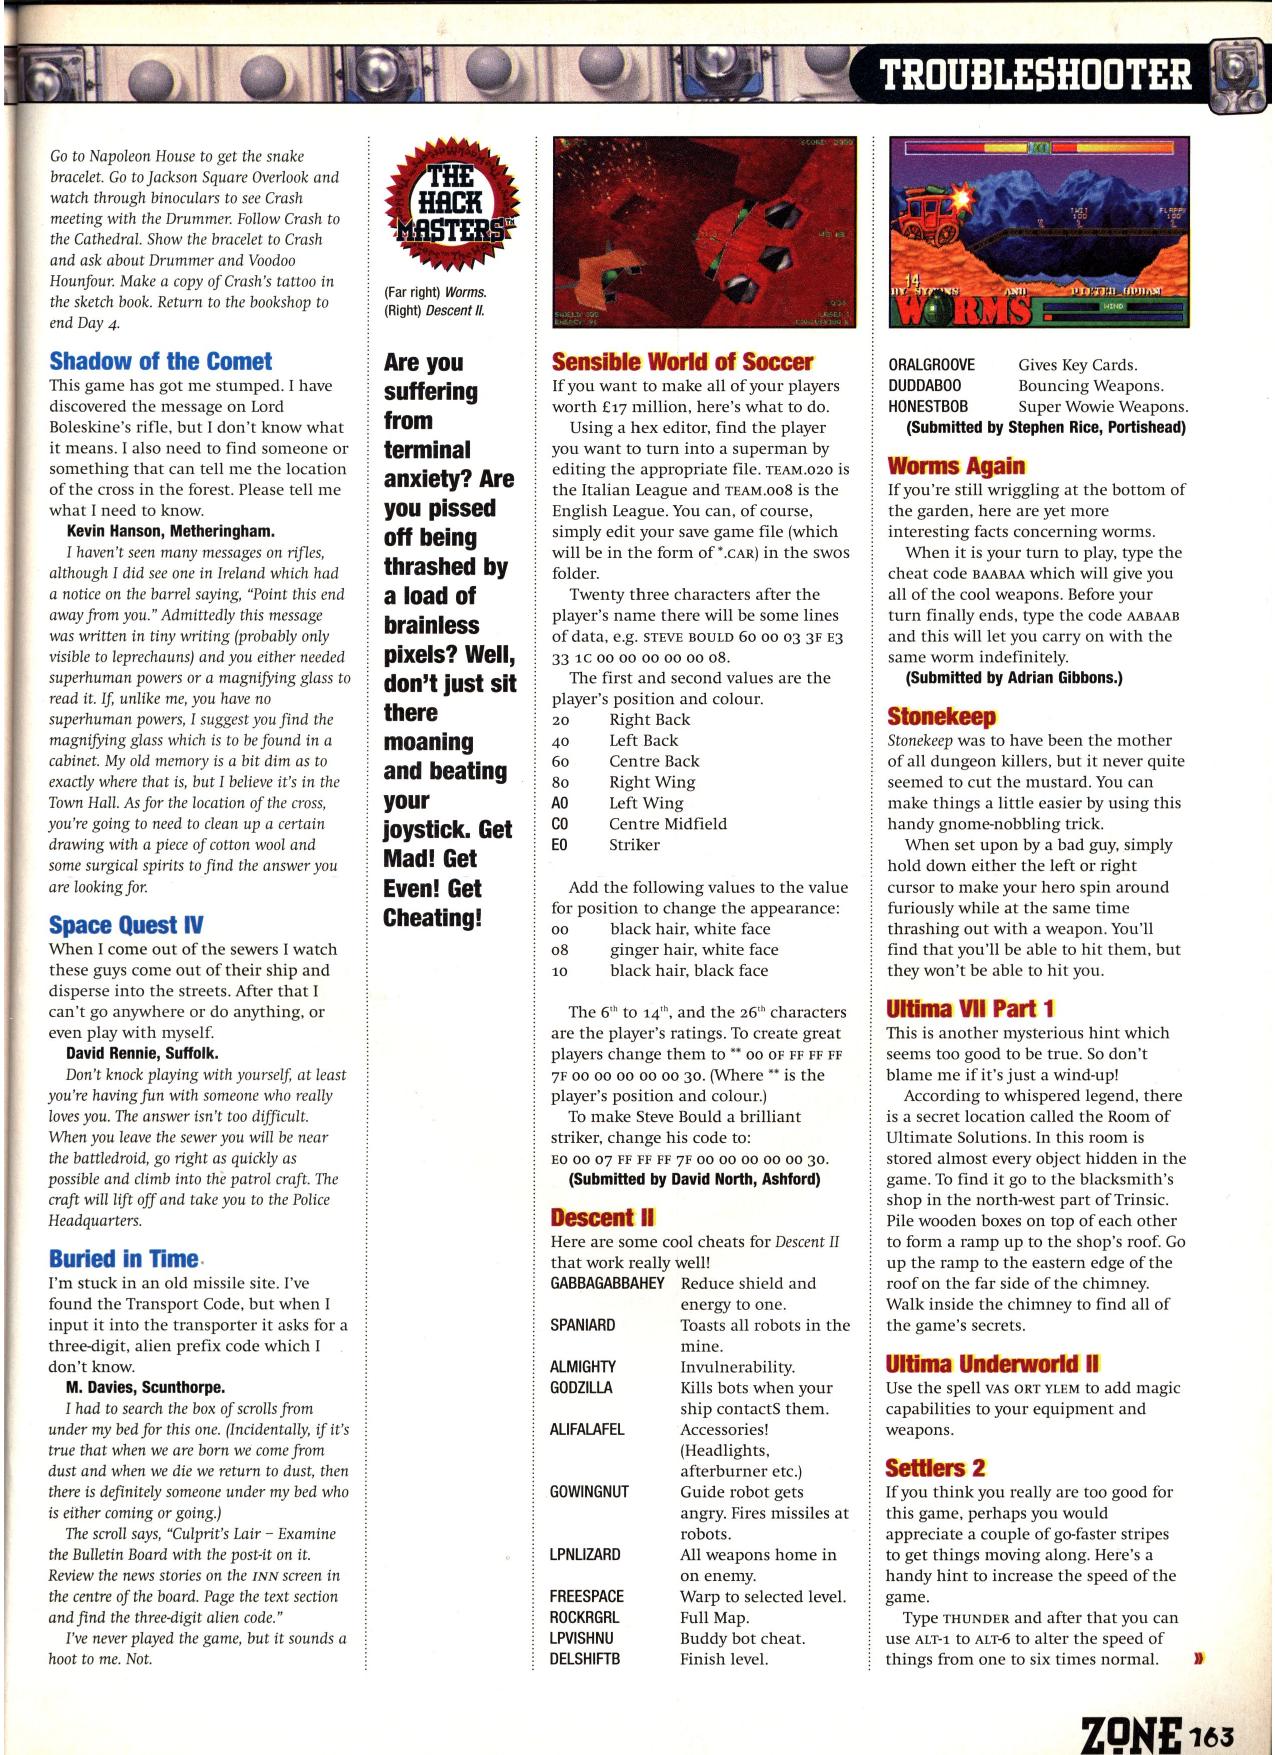 TROUBLESHOOTER
Go to Napoleon House to get the snake
bracelet. Go to Jackson Square Overlook and
watch through binoculars to see Crash
meeting with the Drummer. Follow Crash to
the Cathedral. Show the bracelet to Crash
and ask about Drummer and Voodoo
Hounfour. Make a copy of Crash's tattoo in
the sketch book. Return to the bookshop to
end Day 4.
Shadow of the Comet
This game has got me stumped. I have
discovered the message on Lord
Boleskine's rifle, but I don't know what
it means. I also need to find someone or
something that can tell me the location
of the cross in the forest. Please tell me
what I need to know.
Kevin Hanson, Metheringham.
I haven't seen many messages on rifles,
although I did see one in Ireland which had
a notice on the barrel saying, "Point this end
away from you." Admittedly this message
was written in tiny writing (probably only
visible to leprechauns) and you either needed
superhuman powers or a magnifying glass to
read it. If, unlike me, you have no
superhuman powers, I suggest you find the
magnifying glass which is to be found in a
cabinet. My old memory is a bit dim as to
exactly where that is, but I believe it's in the
Town Hall. As for the location of the cross,
you're going to need to clean up a certain
drawing with a piece of cotton wool and
some surgical spirits to find the answer you
are looking for.
Space Quest IV
When I come out of the sewers I watch
these guys come out of their ship and
disperse into the streets. After that I
can't go anywhere or do anything, or
even play with myself.
David Rennie, Suffolk.
Don't knock playing with yourself, at least
you're having fun with someone who really
loves you. The answer isn't too difficult.
When you leave the sewer you will be near
the battledroid, go right as quickly as
possible and climb into the patrol craft. The
craft will lift off and take you to the Police
Headquarters.
Buried in Time
I'm stuck in an old missile site. I've
found the Transport Code, but when I
input it into the transporter it asks for a
three-digit, alien prefix code which I
don't know.
M. Davies, Scunthorpe.
I had to search the box of scrolls from
under my bed for this one. (Incidentally, if it's
true that when we are born we come from
dust and when we die we return to dust, then
there is definitely someone under my bed who
is either coming or going.)
The scroll says, "Culprit's Lair – Examine
the Bulletin Board with the post-it on it.
Review the news stories on the INN screen in
the centre of the board. Page the text section
and find the three-digit alien code."
I've never played the game, but it sounds a
hoot to me. Not.
THE
HACK
MASTERS™
(Far right) Worms.
(Right) Descent II.
Are you
suffering
from
terminal
anxiety? Are
you pissed
off being
thrashed by
a load of
brainless
pixels? Well,
don't just sit
there
moaning
and beating
your
joystick. Get
Mad! Get
Even! Get
Cheating!
Sensible World of Soccer
If you want to make all of your players
worth £17 million, here's what to do.
Using a hex editor, find the player
you want to turn into a superman by
editing the appropriate file. TEAM.020 is
the Italian League and TEAM.008 is the
English League. You can, of course,
simply edit your save game file (which
will be in the form of *.CAR) in the SWOS
folder.
Twenty three characters after the
player's name there will be some lines
of data, e.g. STEVE BOULD 60 00 03 3F E3
33 1C 00 00 00 00 00 08.
The first and second values are the
player's position and colour.
20 Right Back
40 Left Back
60 Centre Back
80 Right Wing
A0 Left Wing
C0 Centre Midfield
E0 Striker
Add the following values to the value
for position to change the appearance:
00 black hair, white face
08 ginger hair, white face
10 black hair, black face
The 6th to 14th, and the 26th characters
are the player's ratings. To create great
players change them to ** 00 0F FF FF FF
7F 00 00 00 00 00 30. (Where ** is the
player's position and colour.)
To make Steve Bould a brilliant
striker, change his code to:
E0 00 07 FF FF FF 7F 00 00 00 00 00 30.
(Submitted by David North, Ashford)
Descent II
Here are some cool cheats for Descent II
that work really well!
GABBAGABBAHEY Reduce shield and
energy to one.
SPANIARD Toasts all robots in the
mine.
ALMIGHTY Invulnerability.
GODZILLA Kills bots when your
ship contactS them.
ALIFALAFEL Accessories!
(Headlights,
afterburner etc.)
GOWINGNUT Guide robot gets
angry. Fires missiles at
robots.
LPNLIZARD All weapons home in
on enemy.
FREESPACE Warp to selected level.
ROCKRGRL Full Map.
LPVISHNU Buddy bot cheat.
DELSHIFTB Finish level.
WORMS
WIND
ORALGROOVE Gives Key Cards.
DUDDABOO Bouncing Weapons.
HONESTBOB Super Wowie Weapons.
(Submitted by Stephen Rice, Portishead)
Worms Again
If you're still wriggling at the bottom of
the garden, here are yet more
interesting facts concerning worms.
When it is your turn to play, type the
cheat code BAABAA which will give you
all of the cool weapons. Before your
turn finally ends, type the code AABAAB
and this will let you carry on with the
same worm indefinitely.
(Submitted by Adrian Gibbons.)
Stonekeep
Stonekeep was to have been the mother
of all dungeon killers, but it never quite
seemed to cut the mustard. You can
make things a little easier by using this
handy gnome-nobbling trick.
When set upon by a bad guy, simply
hold down either the left or right
cursor to make your hero spin around
furiously while at the same time
thrashing out with a weapon. You'll
find that you'll be able to hit them, but
they won't be able to hit you.
Ultima VII Part 1
This is another mysterious hint which
seems too good to be true. So don't
blame me if it's just a wind-up!
According to whispered legend, there
is a secret location called the Room of
Ultimate Solutions. In this room is
stored almost every object hidden in the
game. To find it go to the blacksmith's
shop in the north-west part of Trinsic.
Pile wooden boxes on top of each other
to form a ramp up to the shop's roof. Go
up the ramp to the eastern edge of the
roof on the far side of the chimney.
Walk inside the chimney to find all of
the game's secrets.
Ultima Underworld II
Use the spell VAS ORT YLEM to add magic
capabilities to your equipment and
weapons.
Settlers 2
If you think you really are too good for
this game, perhaps you would
appreciate a couple of go-faster stripes
to get things moving along. Here's a
handy hint to increase the speed of the
game.
Type THUNDER and after that you can
use ALT-1 to ALT-6 to alter the speed of
things from one to six times normal.
ZONE 163